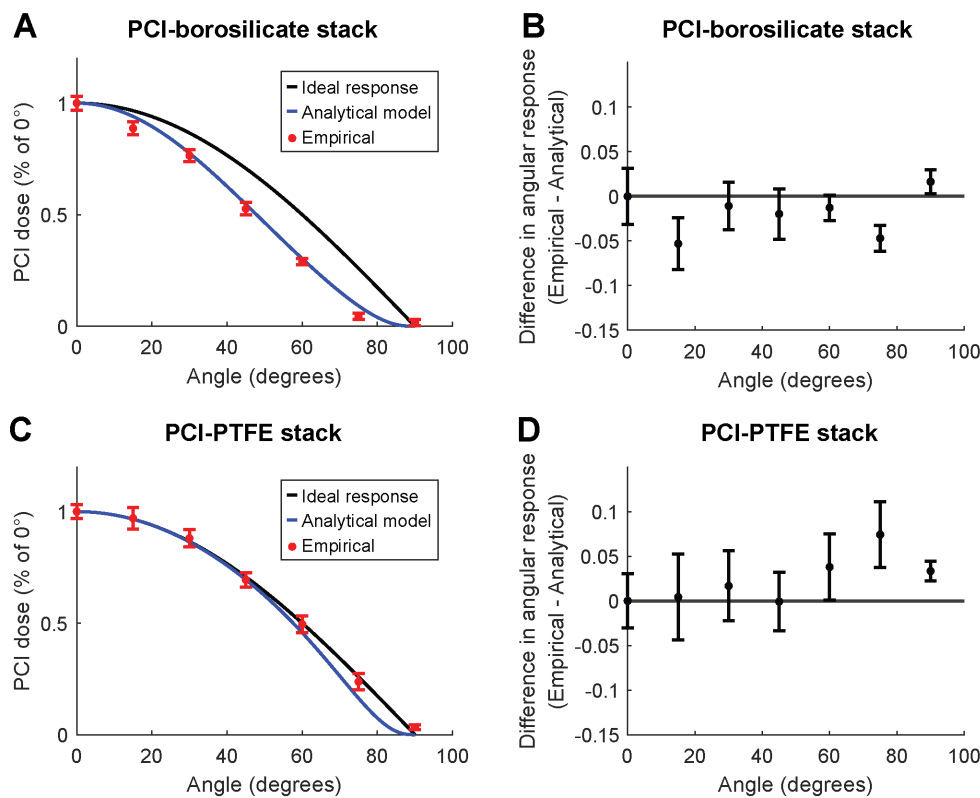 A
PCI-borosilicate stack
PCI dose (% of 0°)
1
0.5
0
Ideal response
Analytical model
Empirical
0 20 40 60 80 100
Angle (degrees)
B
PCI-borosilicate stack
Difference in angular response
(Empirical - Analytical)
0.1
0.05
0
-0.05
-0.1
-0.15
0 20 40 60 80 100
Angle (degrees)
C
PCI-PTFE stack
PCI dose (% of 0°)
1
0.5
0
Ideal response
Analytical model
Empirical
0 20 40 60 80 100
Angle (degrees)
D
PCI-PTFE stack
Difference in angular response
(Empirical - Analytical)
0.1
0.05
0
-0.05
-0.1
-0.15
0 20 40 60 80 100
Angle (degrees)